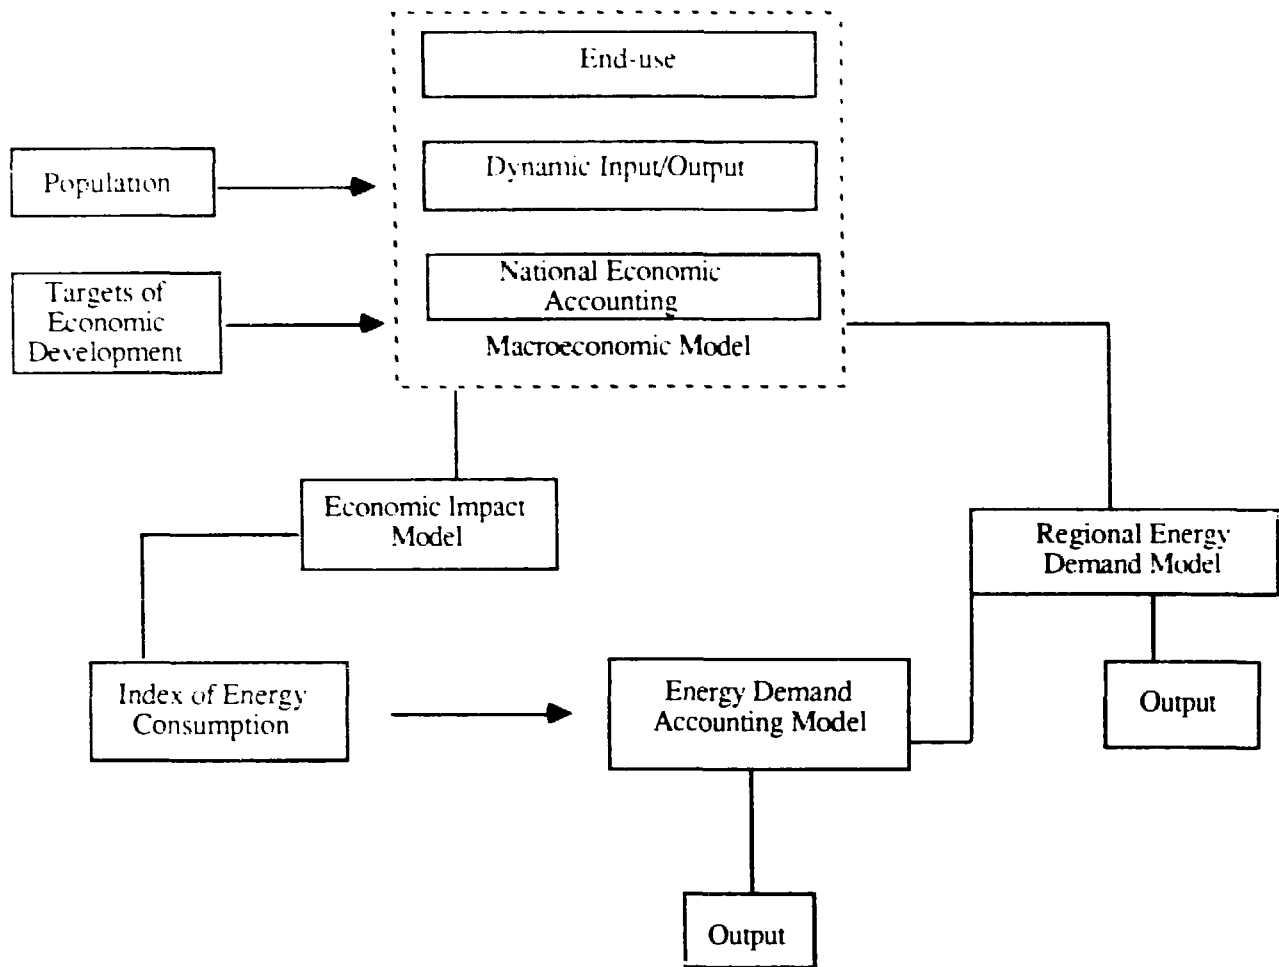 End-use
Dynamic Input/Output
Population
National Economic
Accounting
Targets of
Economic
Development
Macroeconomic Model
Economic Impact
Model
Regional Energy
Demand Model
Index of Energy
Consumption
Energy Demand
Accounting Model
Output
Output